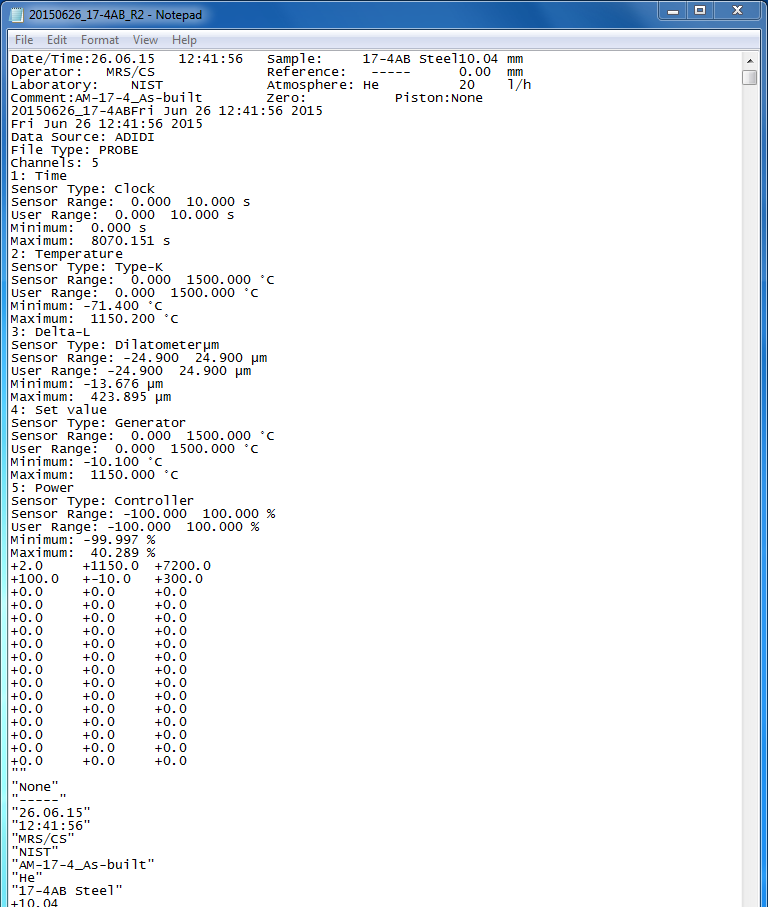 20150626_17-4AB_R2 - Notepad
File Edit Format View Help
Date/Time:26.06.15 12:41:56 Sample: 17-4AB Steel10.04 mm
Operator: MRS/CS Reference: ----- 0.00 mm
Laboratory: NIST Atmosphere: He 20 l/h
Comment:AM-17-4_As-built Zero: Piston:None
20150626_17-4ABFri Jun 26 12:41:56 2015
Fri Jun 26 12:41:56 2015
Data Source: ADIDI
File Type: PROBE
Channels: 5
1: Time
Sensor Type: Clock
Sensor Range: 0.000 10.000 s
User Range: 0.000 10.000 s
Minimum: 0.000 s
Maximum: 8070.151 s
2: Temperature
Sensor Type: Type-K
Sensor Range: 0.000 1500.000 °C
User Range: 0.000 1500.000 °C
Minimum: -71.400 °C
Maximum: 1150.200 °C
3: Delta-L
Sensor Type: Dilatometerµm
Sensor Range: -24.900 24.900 µm
User Range: -24.900 24.900 µm
Minimum: -13.676 µm
Maximum: 423.895 µm
4: Set value
Sensor Type: Generator
Sensor Range: 0.000 1500.000 °C
User Range: 0.000 1500.000 °C
Minimum: -10.100 °C
Maximum: 1150.000 °C
5: Power
Sensor Type: Controller
Sensor Range: -100.000 100.000 %
User Range: -100.000 100.000 %
Minimum: -99.997 %
Maximum: 40.289 %
+2.0 +1150.0 +7200.0
+100.0 +-10.0 +300.0
+0.0 +0.0 +0.0
+0.0 +0.0 +0.0
+0.0 +0.0 +0.0
+0.0 +0.0 +0.0
+0.0 +0.0 +0.0
+0.0 +0.0 +0.0
+0.0 +0.0 +0.0
+0.0 +0.0 +0.0
+0.0 +0.0 +0.0
+0.0 +0.0 +0.0
+0.0 +0.0 +0.0
+0.0 +0.0 +0.0
+0.0 +0.0 +0.0
+0.0 +0.0 +0.0
""
"None"
"-----"
"26.06.15"
"12:41:56"
"MRS/CS"
"NIST"
"AM-17-4_As-built"
"He"
"17-4AB Steel"
+10.04